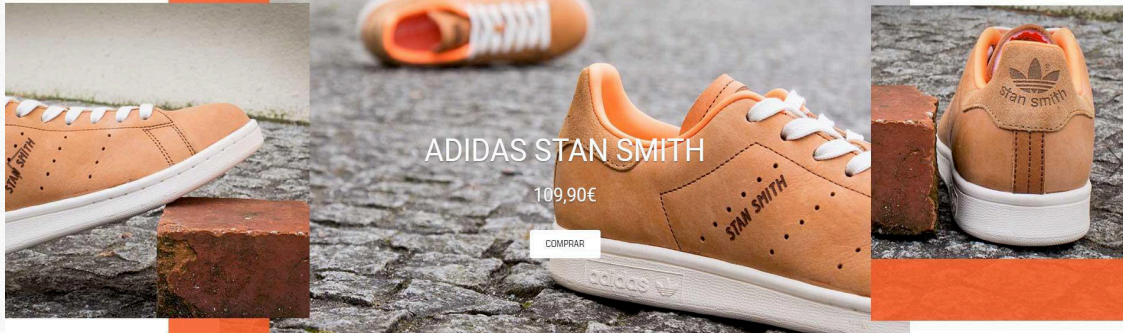 STAN SMITH
ADIDAS STAN SMITH
109,90€
COMPRAR
STAN SMITH
adidas
stan smith